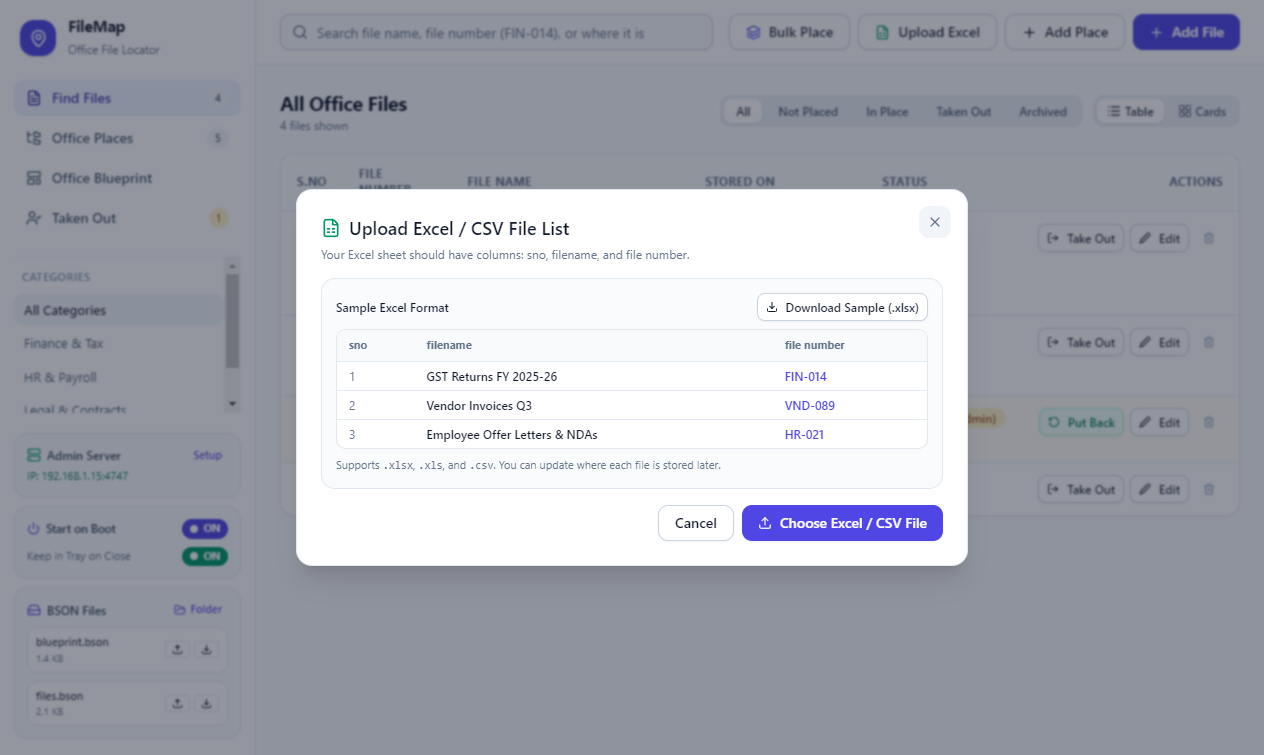 FileMap
Office File Locator
Search file name, file number (FIN-014), or where it is
Bulk Place
Upload Excel
Add Place
Add File
Find Files 4
Office Places 5
Office Blueprint
Taken Out 1
CATEGORIES
All Categories
Finance & Tax
HR & Payroll
Legal & Contracts
Admin Server Setup
IP: 192.168.1.15:4747
Start on Boot ON
Keep in Tray on Close ON
BSON Files Folder
blueprint.bson
1.4 KB
files.bson
2.1 KB
All Office Files
4 files shown
All Not Placed In Place Taken Out Archived
Table Cards
S.NO FILE NUMBER FILE NAME STORED ON STATUS ACTIONS
Take Out Edit
Take Out Edit
Put Back Edit
Take Out Edit
Upload Excel / CSV File List
Your Excel sheet should have columns: sno, filename, and file number.
Sample Excel Format
Download Sample (.xlsx)
sno filename file number
1 GST Returns FY 2025-26 FIN-014
2 Vendor Invoices Q3 VND-089
3 Employee Offer Letters & NDAs HR-021
Supports .xlsx, .xls, and .csv. You can update where each file is stored later.
Cancel
Choose Excel / CSV File